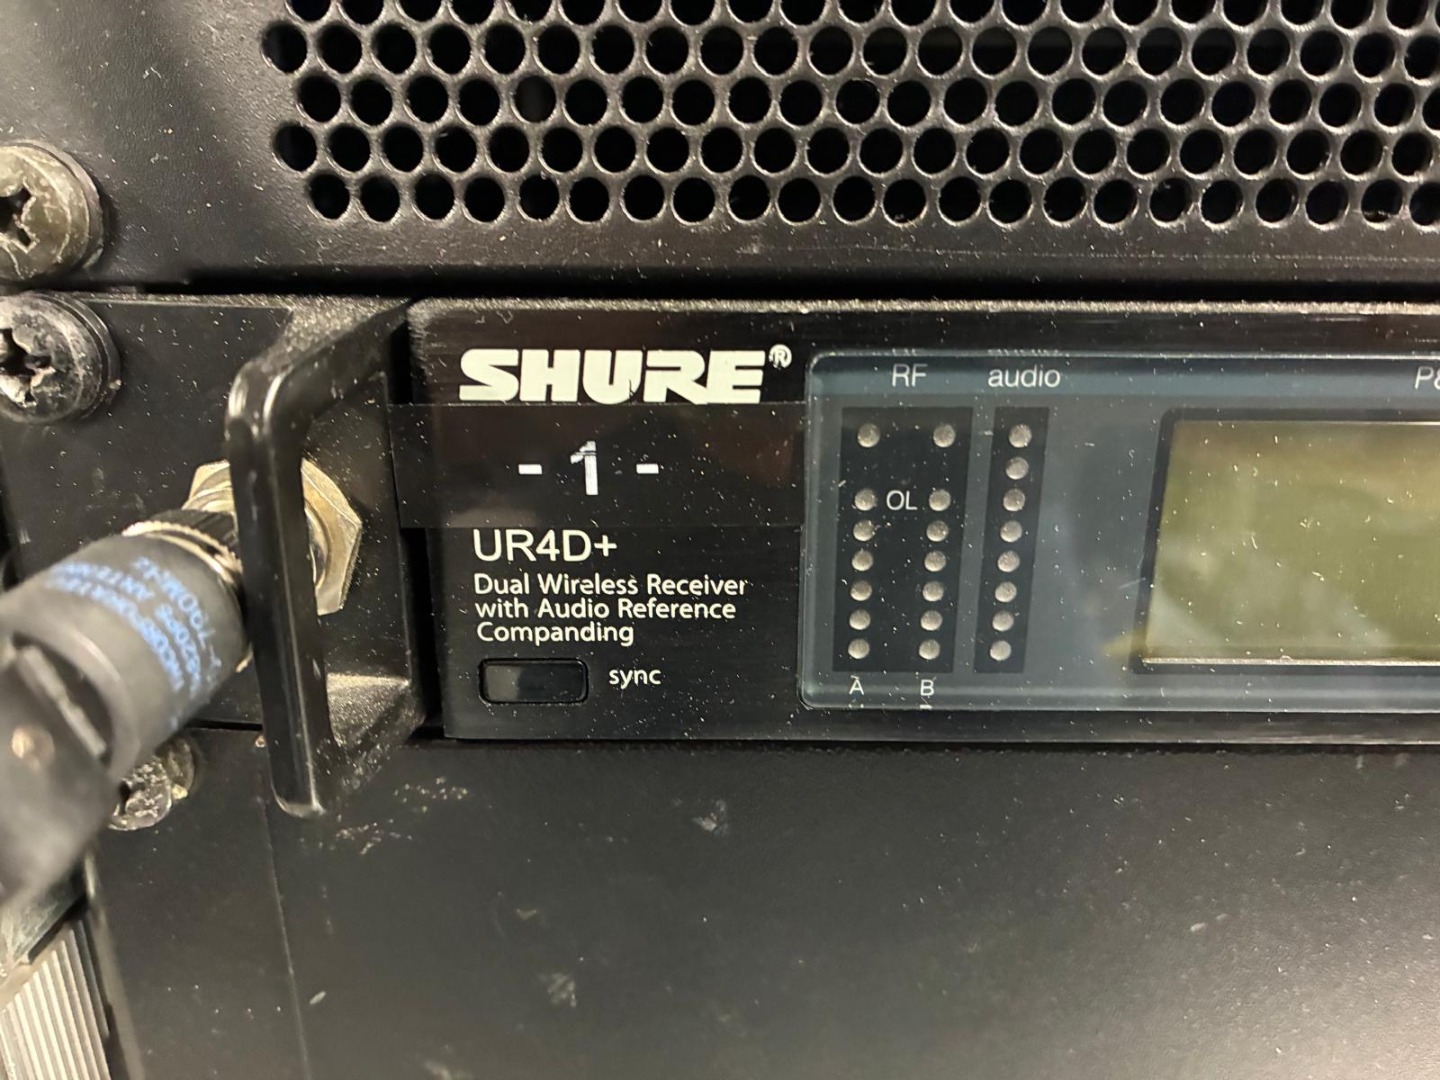 SHURE®
RF audio
- 1 -
OL
UR4D+
Dual Wireless Receiver
with Audio Reference
Companding
sync
A B